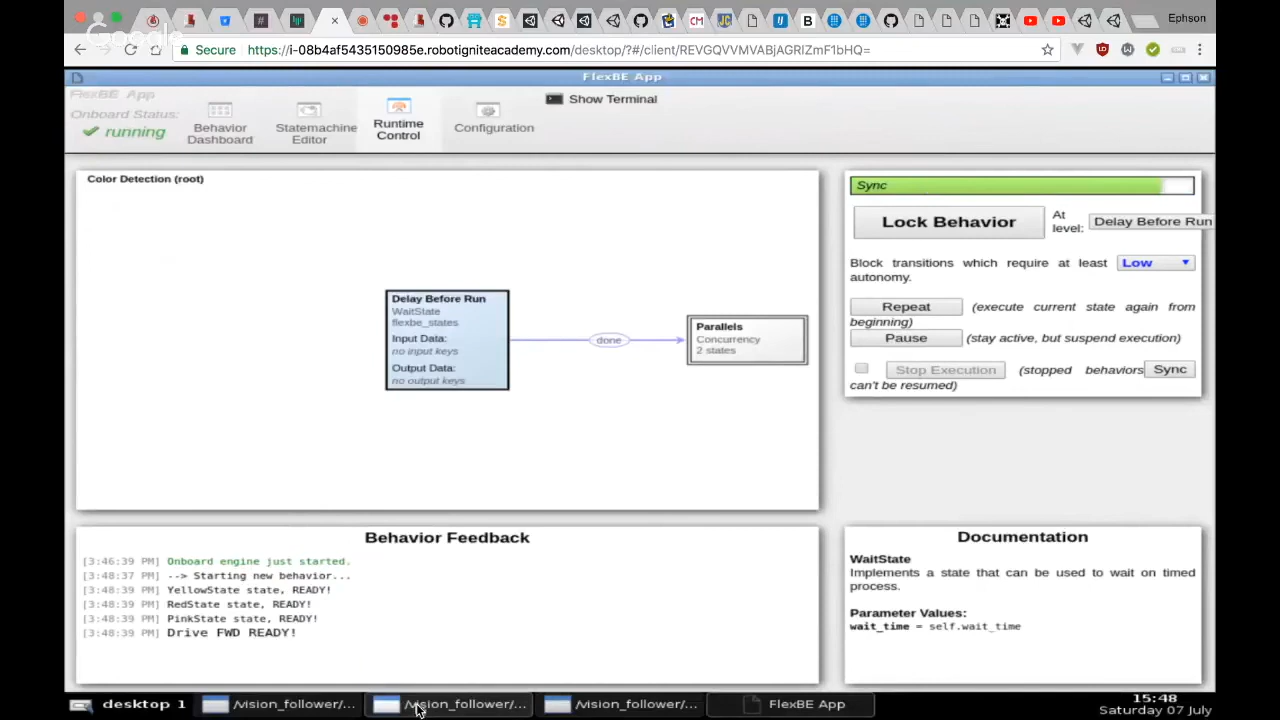 Ephson
Google
Secure https://i-08b4af5435150985e.robotigniteacademy.com/desktop/?#/client/REVGQVVMVABjAGRlZmF1bHQ=
FlexBE App
FlexBE App
Onboard Status:
running
Behavior
Dashboard
Statemachine
Editor
Runtime
Control
Configuration
Show Terminal
Color Detection (root)
Delay Before Run
WaitState
flexbe_states
Input Data:
no input keys
Output Data:
no output keys
done
Parallels
Concurrency
2 states
Sync
Lock Behavior
At
level:
Delay Before Run
Block transitions which require at least Low
autonomy.
Repeat (execute current state again from
beginning)
Pause (stay active, but suspend execution)
Stop Execution (stopped behaviors Sync
can't be resumed)
Behavior Feedback
[3:46:39 PM] Onboard engine just started.
[3:48:37 PM] --> Starting new behavior...
[3:48:39 PM] YellowState state, READY!
[3:48:39 PM] RedState state, READY!
[3:48:39 PM] PinkState state, READY!
[3:48:39 PM] Drive FWD READY!
Documentation
WaitState
Implements a state that can be used to wait on timed
process.
Parameter Values:
wait_time = self.wait_time
desktop 1
/vision_follower/...
/vision_follower/...
/vision_follower/...
FlexBE App
15:48
Saturday 07 July